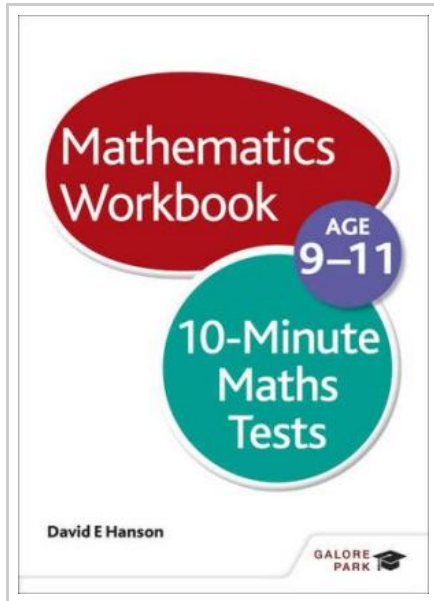 Mathematics
Workbook
AGE
9–11
10-Minute
Maths
Tests
David E Hanson
GALORE
PARK